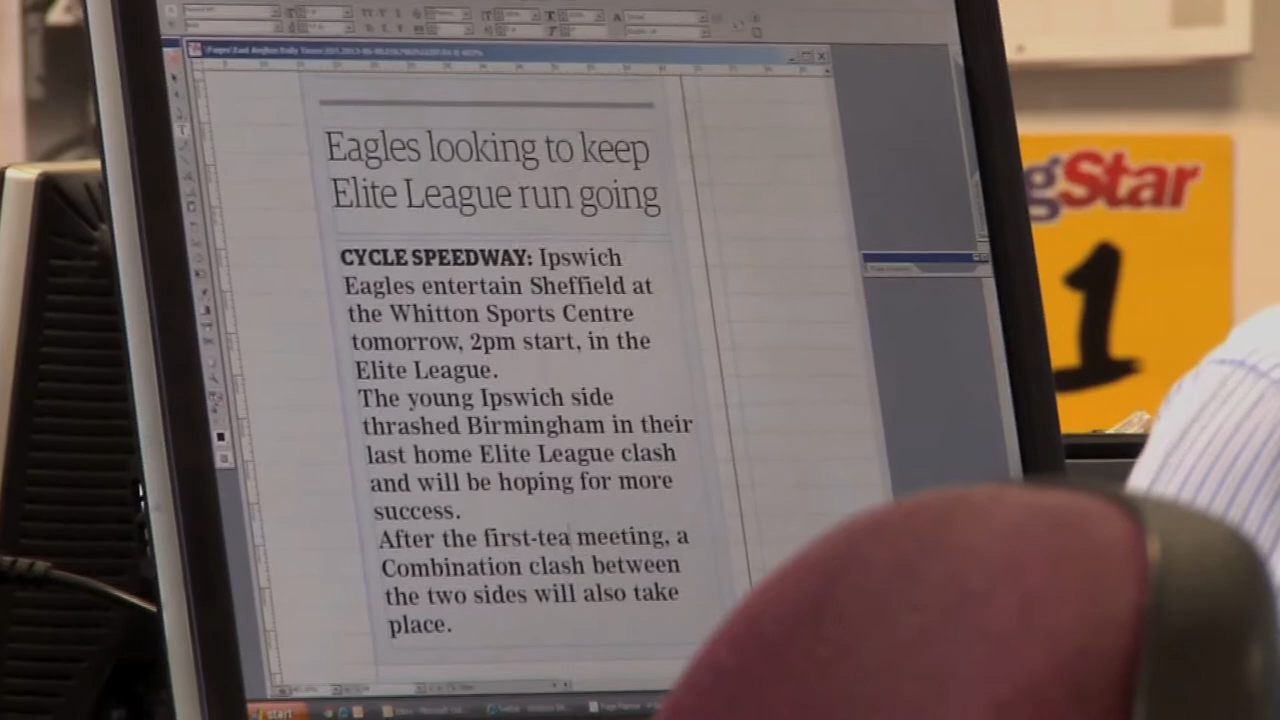 Eagles looking to keep
Elite League run going
CYCLE SPEEDWAY: Ipswich
Eagles entertain Sheffield at
the Whitton Sports Centre
tomorrow, 2pm start, in the
Elite League.
The young Ipswich side
thrashed Birmingham in their
last home Elite League clash
and will be hoping for more
success.
After the first-tea meeting, a
Combination clash between
the two sides will also take
place.
start
gStar
1